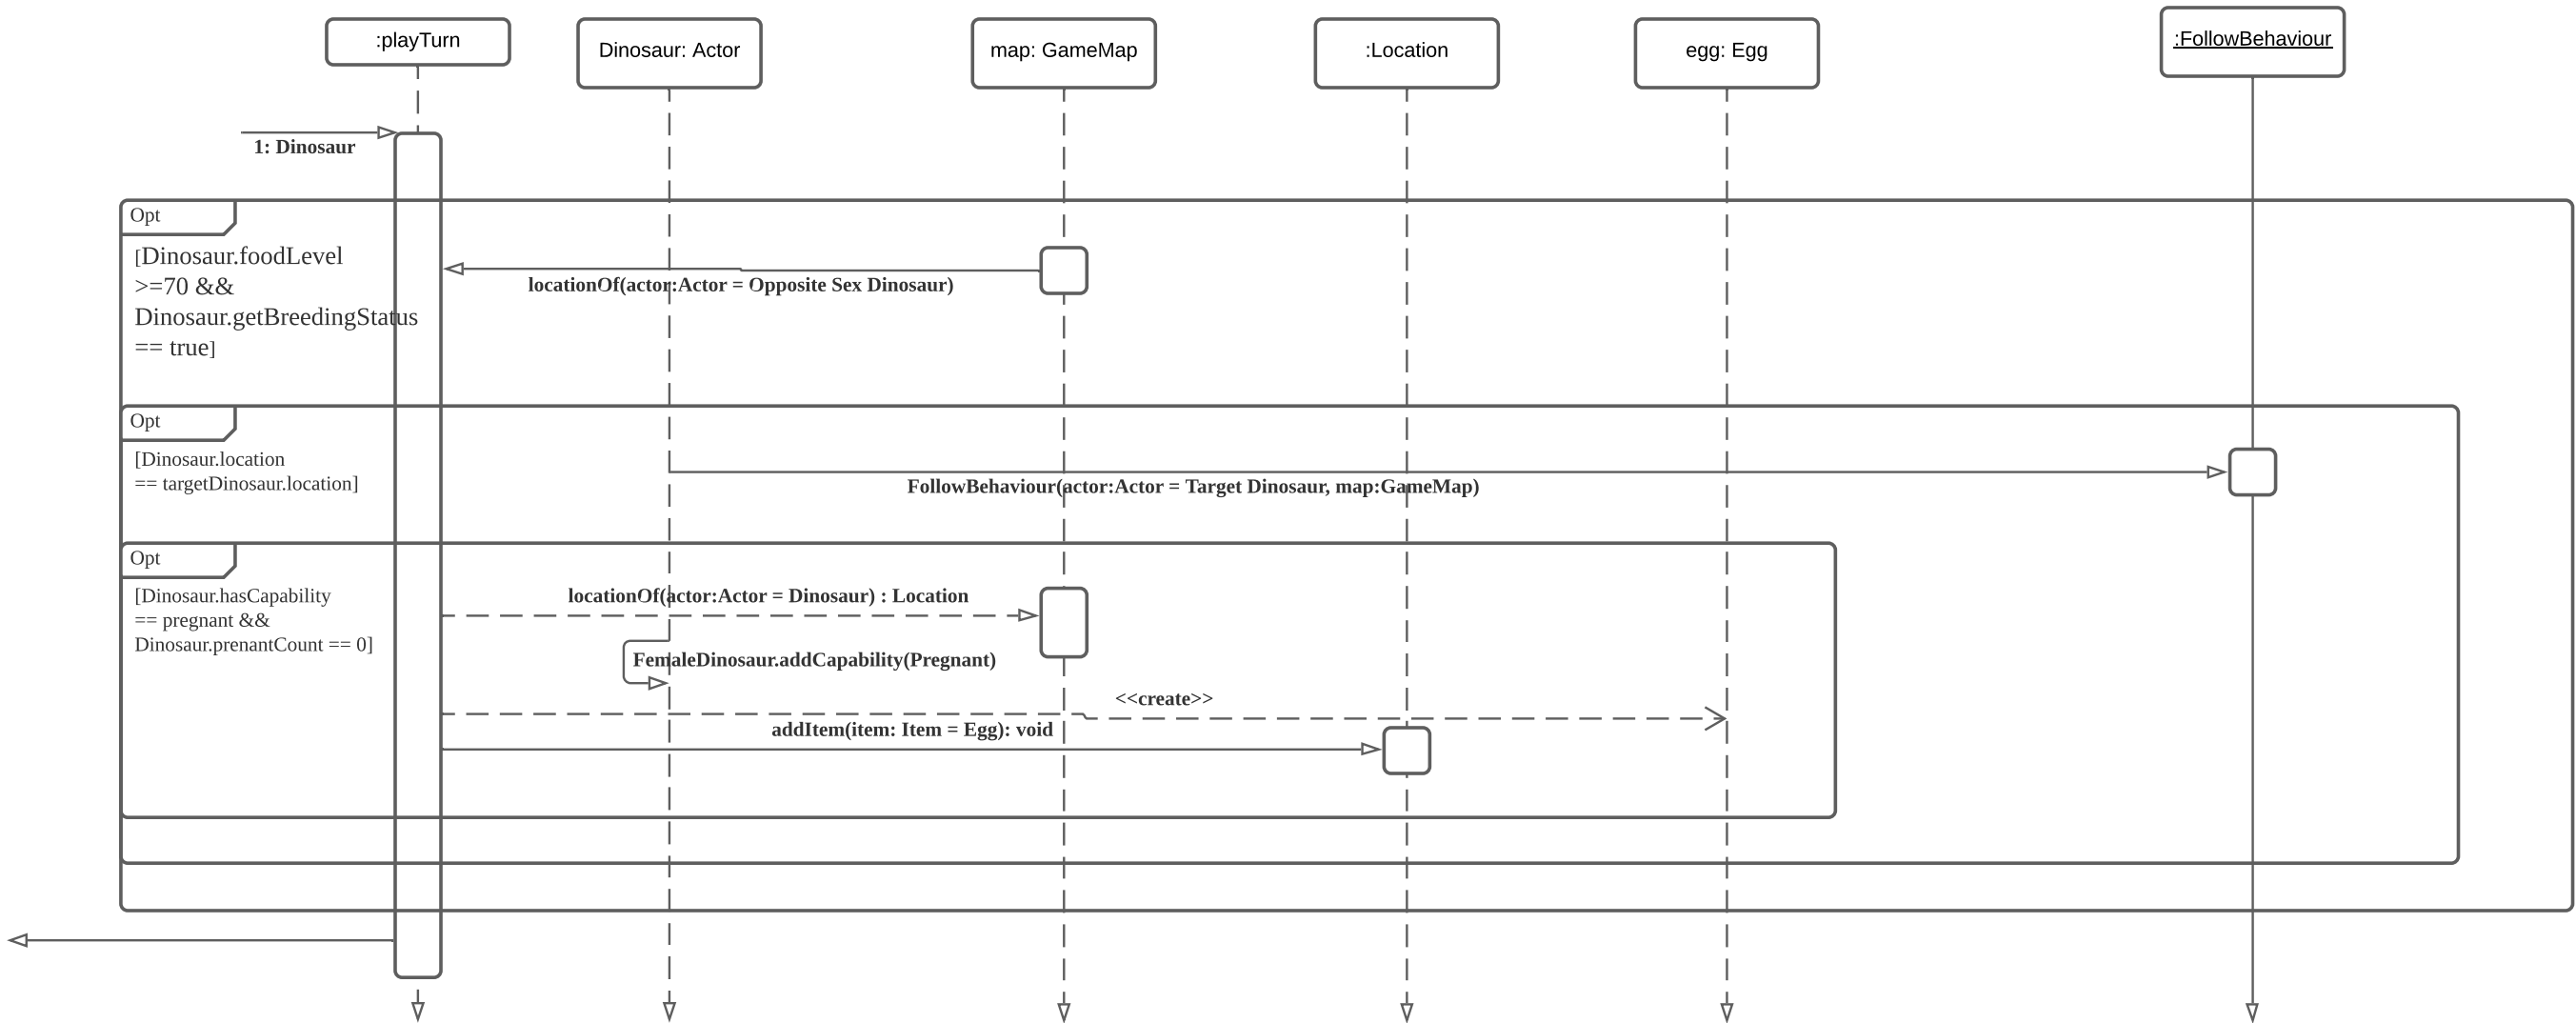 :playTurn
Dinosaur: Actor
map: GameMap
:Location
egg: Egg
:FollowBehaviour
1: Dinosaur
Opt
[Dinosaur.foodLevel
>=70 &&
Dinosaur.getBreedingStatus
== true]
locationOf(actor:Actor = Opposite Sex Dinosaur)
Opt
[Dinosaur.location
== targetDinosaur.location]
FollowBehaviour(actor:Actor = Target Dinosaur, map:GameMap)
Opt
[Dinosaur.hasCapability
== pregnant &&
Dinosaur.prenantCount == 0]
locationOf(actor:Actor = Dinosaur) : Location
FemaleDinosaur.addCapability(Pregnant)
<<create>>
addItem(item: Item = Egg): void